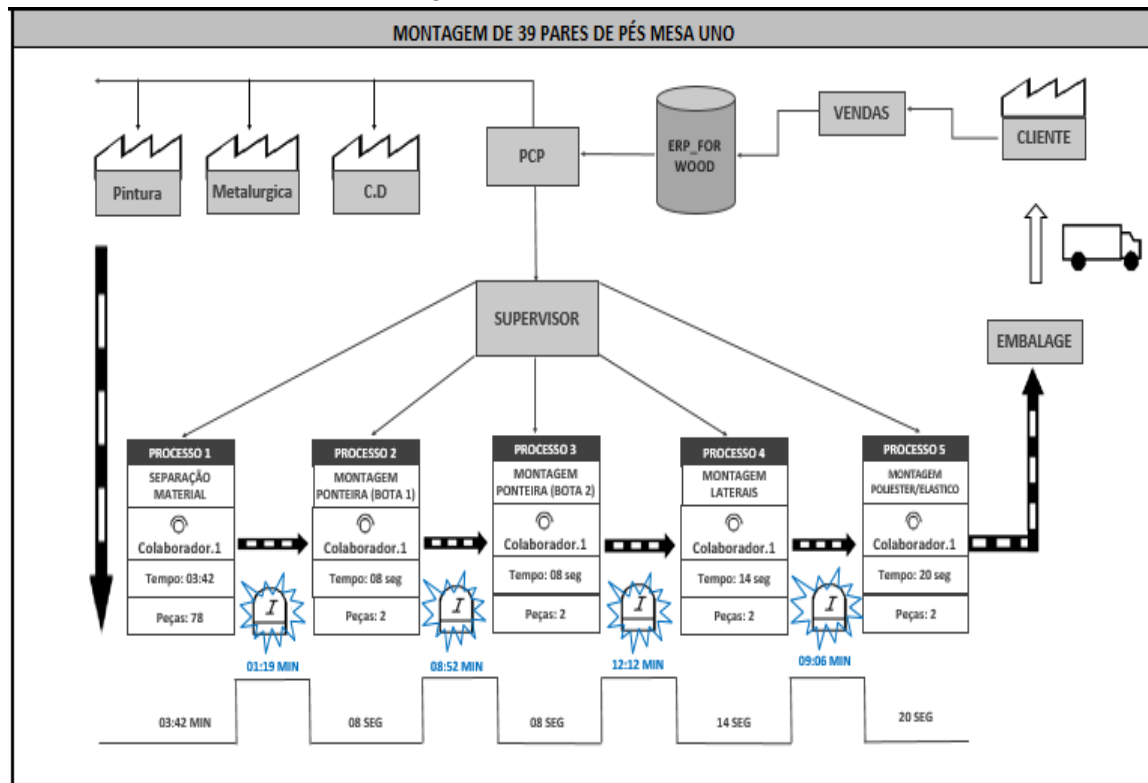 MONTAGEM DE 39 PARES DE PÉS MESA UNO
Pintura
Metalurgica
C.D
PCP
ERP_FOR
WOOD
VENDAS
CLIENTE
SUPERVISOR
EMBALAGE
PROCESSO 1
SEPARAÇÃO
MATERIAL
Colaborador.1
Tempo: 03:42
Peças: 78
PROCESSO 2
MONTAGEM
PONTEIRA (BOTA 1)
Colaborador.1
Tempo: 08 seg
Peças: 2
PROCESSO 3
MONTAGEM
PONTEIRA (BOTA 2)
Colaborador.1
Tempo: 08 seg
Peças: 2
PROCESSO 4
MONTAGEM
LATERAIS
Colaborador.1
Tempo: 14 seg
Peças: 2
PROCESSO 5
MONTAGEM
POLIESTER/ELASTICO
Colaborador.1
Tempo: 20 seg
Peças: 2
I
I
I
I
01:19 MIN
08:52 MIN
12:12 MIN
09:06 MIN
03:42 MIN
08 SEG
08 SEG
14 SEG
20 SEG